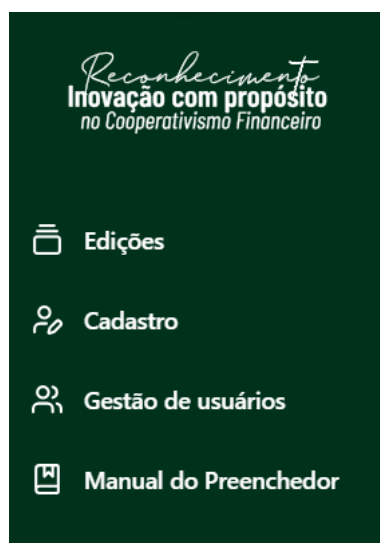 Reconhecimento
Inovação com propósito
no Cooperativismo Financeiro
Edições
Cadastro
Gestão de usuários
Manual do Preenchedor